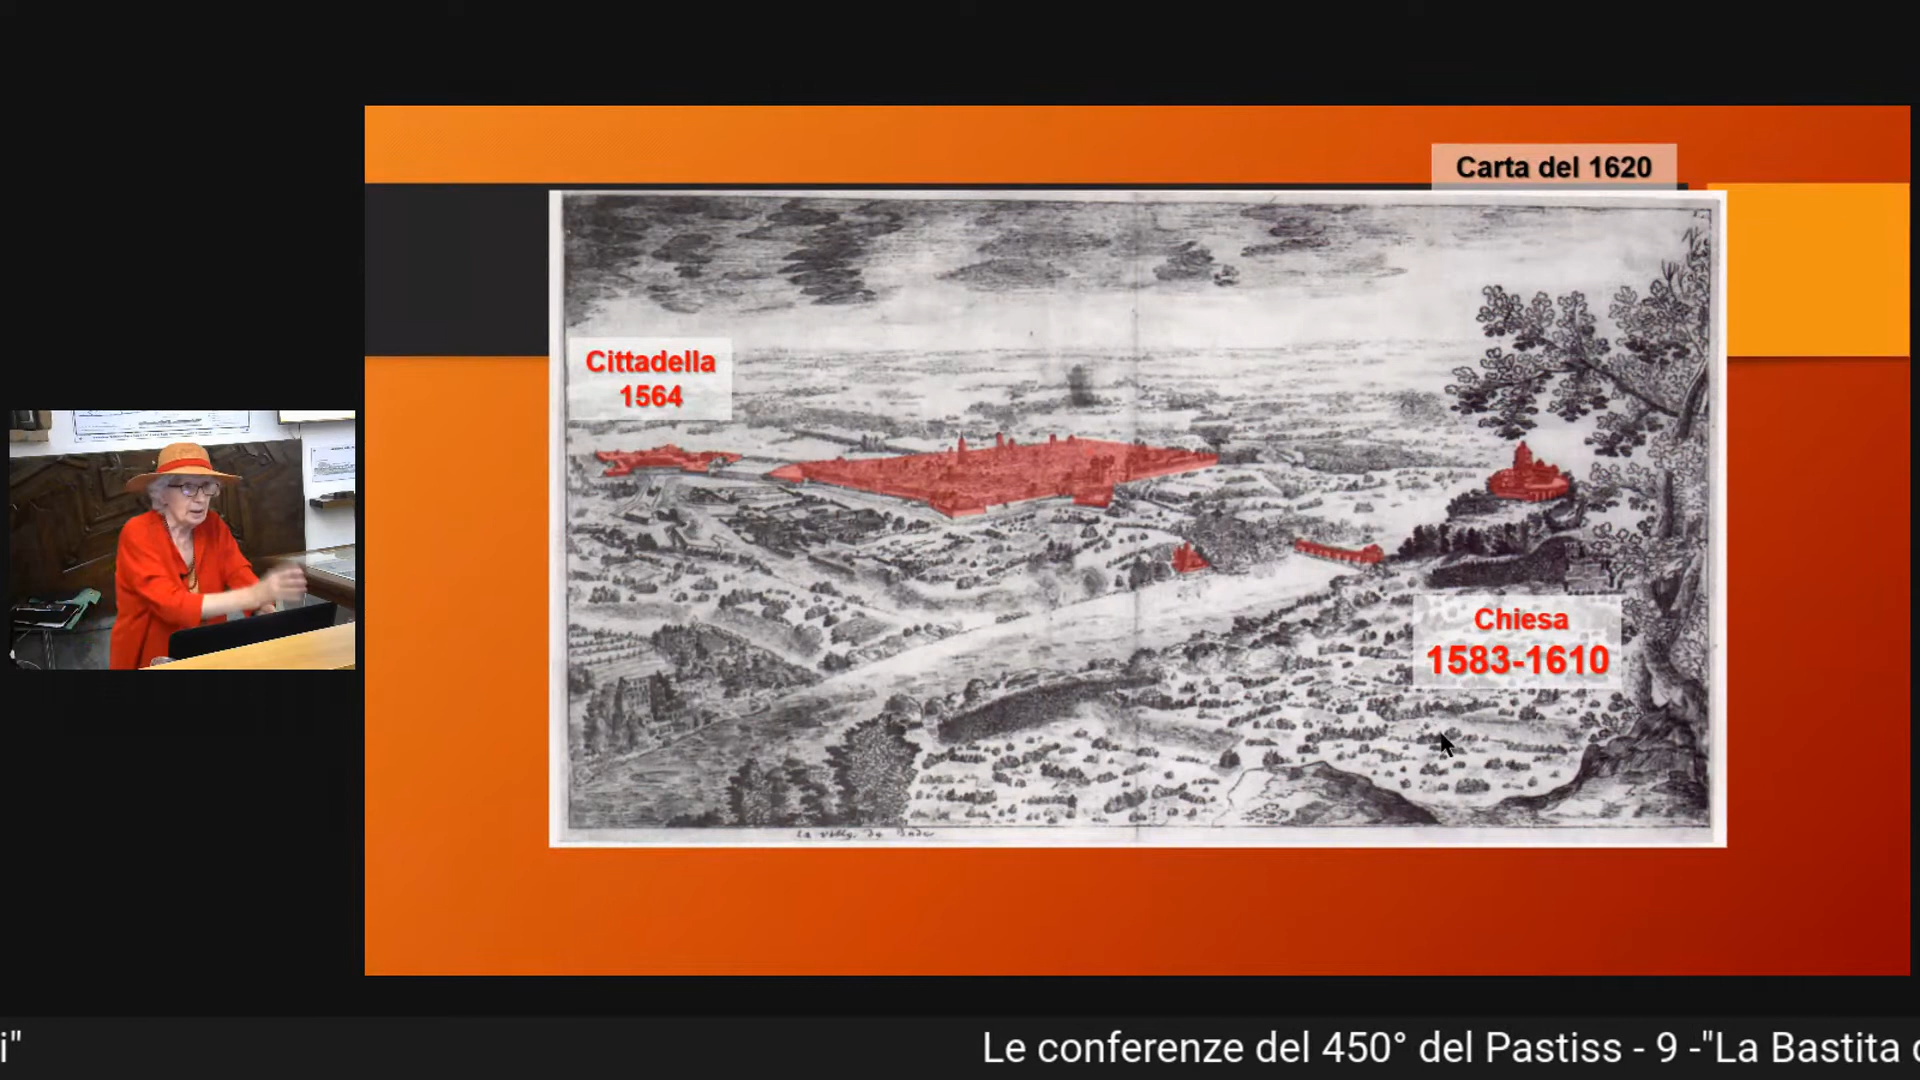 Carta del 1620
Cittadella
1564
Chiesa
1583-1610
i"
Le conferenze del 450° del Pastiss - 9 -"La Bastita